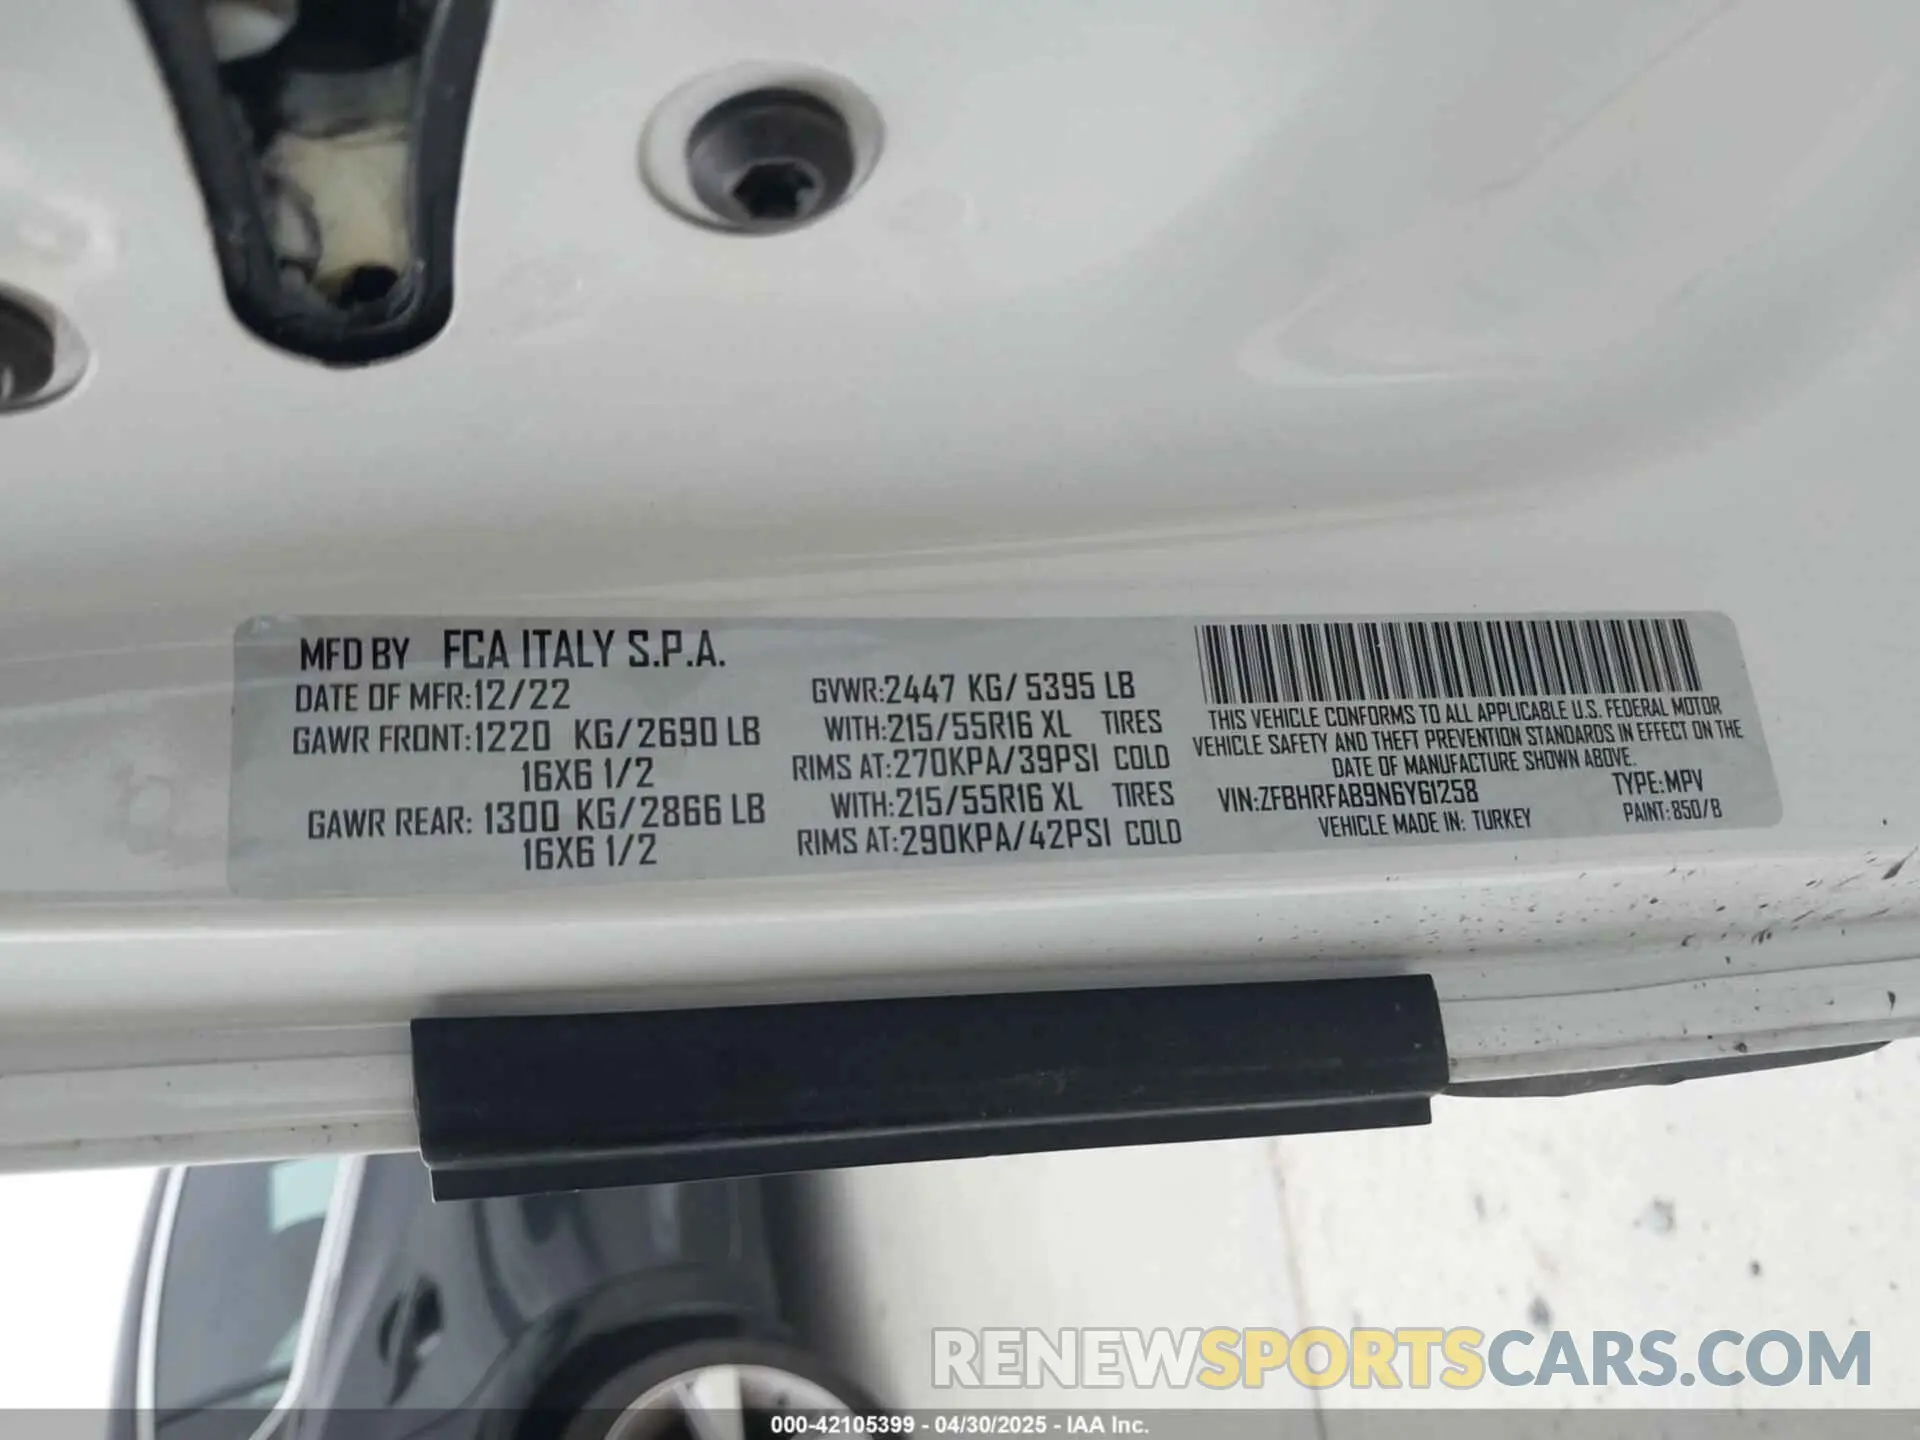 MFD BY FCA ITALY S.P.A.
DATE OF MFR:12/22
GAWR FRONT:1220 KG/2690 LB
16X6 1/2
GAWR REAR: 1300 KG/2866 LB
16X6 1/2
GVWR:2447 KG/ 5395 LB
WITH:215/55R16 XL TIRES
RIMS AT:270KPA/39PSI COLD
WITH:215/55R16 XL TIRES
RIMS AT:290KPA/42PSI COLD
THIS VEHICLE CONFORMS TO ALL APPLICABLE U.S. FEDERAL MOTOR
VEHICLE SAFETY AND THEFT PREVENTION STANDARDS IN EFFECT ON THE
DATE OF MANUFACTURE SHOWN ABOVE.
VIN:ZFBHRFAB9N6Y61258 TYPE:MPV
VEHICLE MADE IN: TURKEY PAINT:850/B
RENEWSPORTSCARS.COM
000-42105399 - 04/30/2025 - IAA Inc.